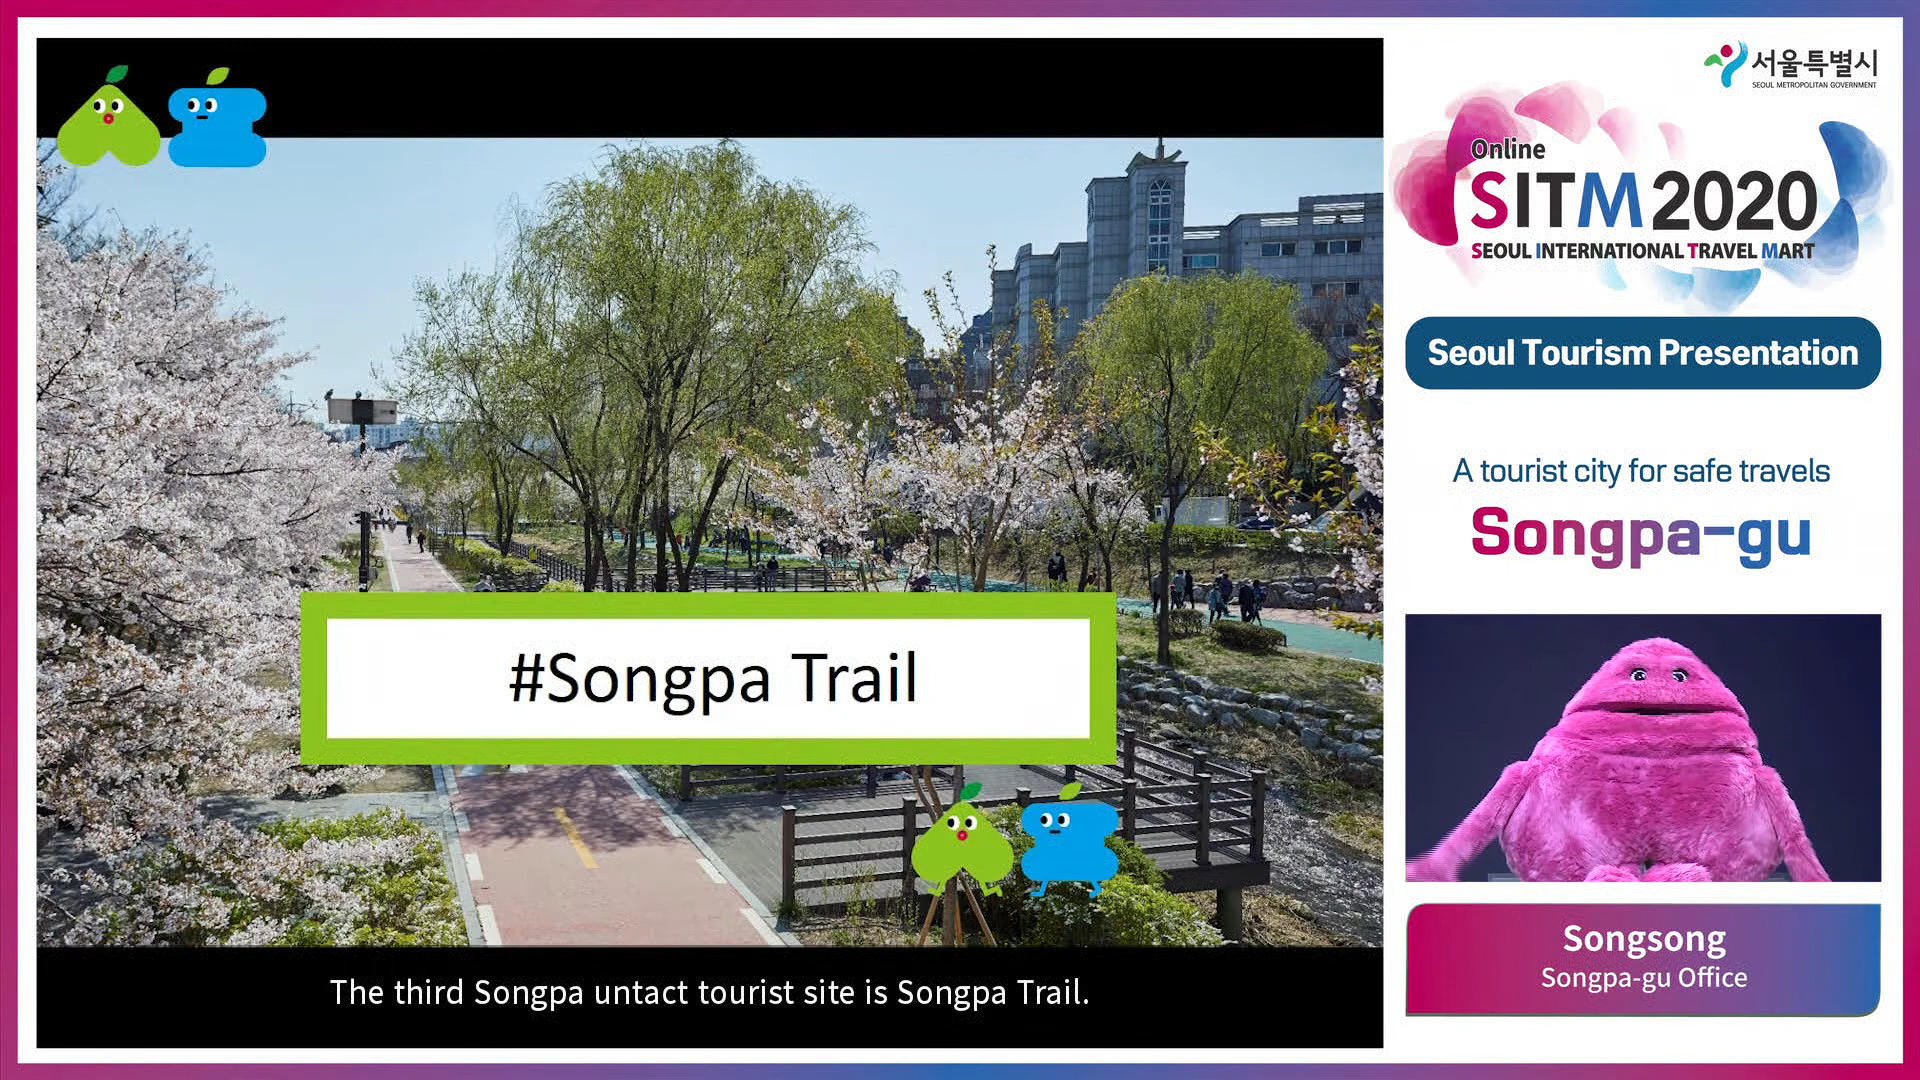 #Songpa Trail
The third Songpa untact tourist site is Songpa Trail.
서울특별시
SEOUL METROPOLITAN GOVERNMENT
Online
SITM 2020
SEOUL INTERNATIONAL TRAVEL MART
Seoul Tourism Presentation
A tourist city for safe travels
Songpa-gu
Songsong
Songpa-gu Office